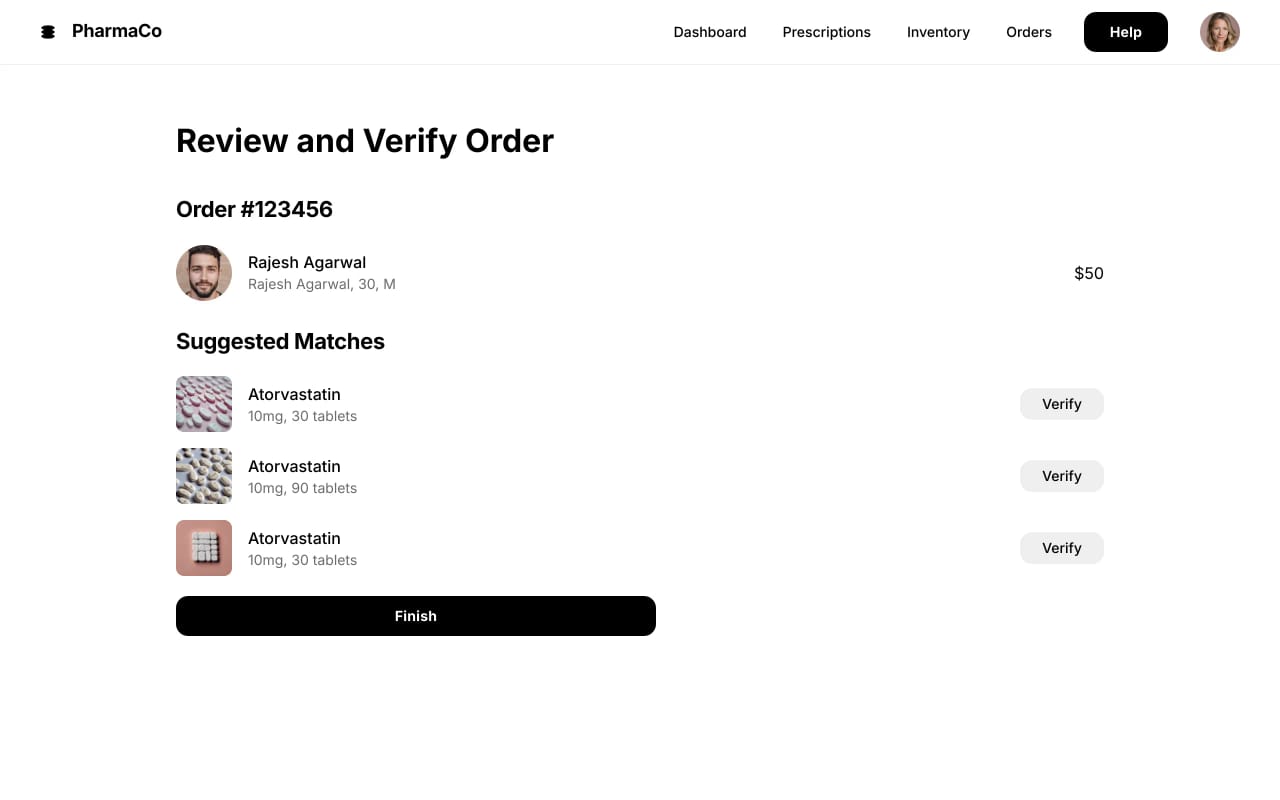 PharmaCo
Dashboard
Prescriptions
Inventory
Orders
Help
Review and Verify Order
Order #123456
Rajesh Agarwal
Rajesh Agarwal, 30, M
$50
Suggested Matches
Atorvastatin
10mg, 30 tablets
Verify
Atorvastatin
10mg, 90 tablets
Verify
Atorvastatin
10mg, 30 tablets
Verify
Finish